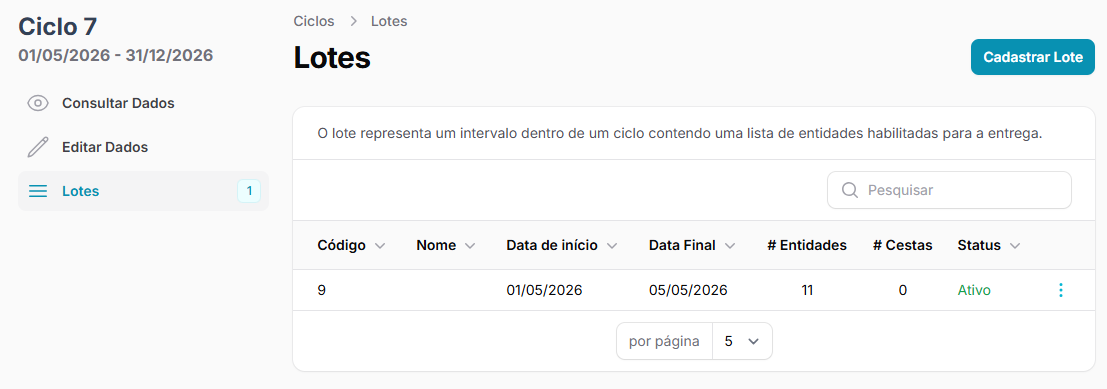 Ciclo 7
01/05/2026 - 31/12/2026
Consultar Dados
Editar Dados
Lotes 1
Ciclos > Lotes
Lotes
Cadastrar Lote
O lote representa um intervalo dentro de um ciclo contendo uma lista de entidades habilitadas para a entrega.
Pesquisar
Código Nome Data de início Data Final # Entidades # Cestas Status
9 01/05/2026 05/05/2026 11 0 Ativo
por página 5